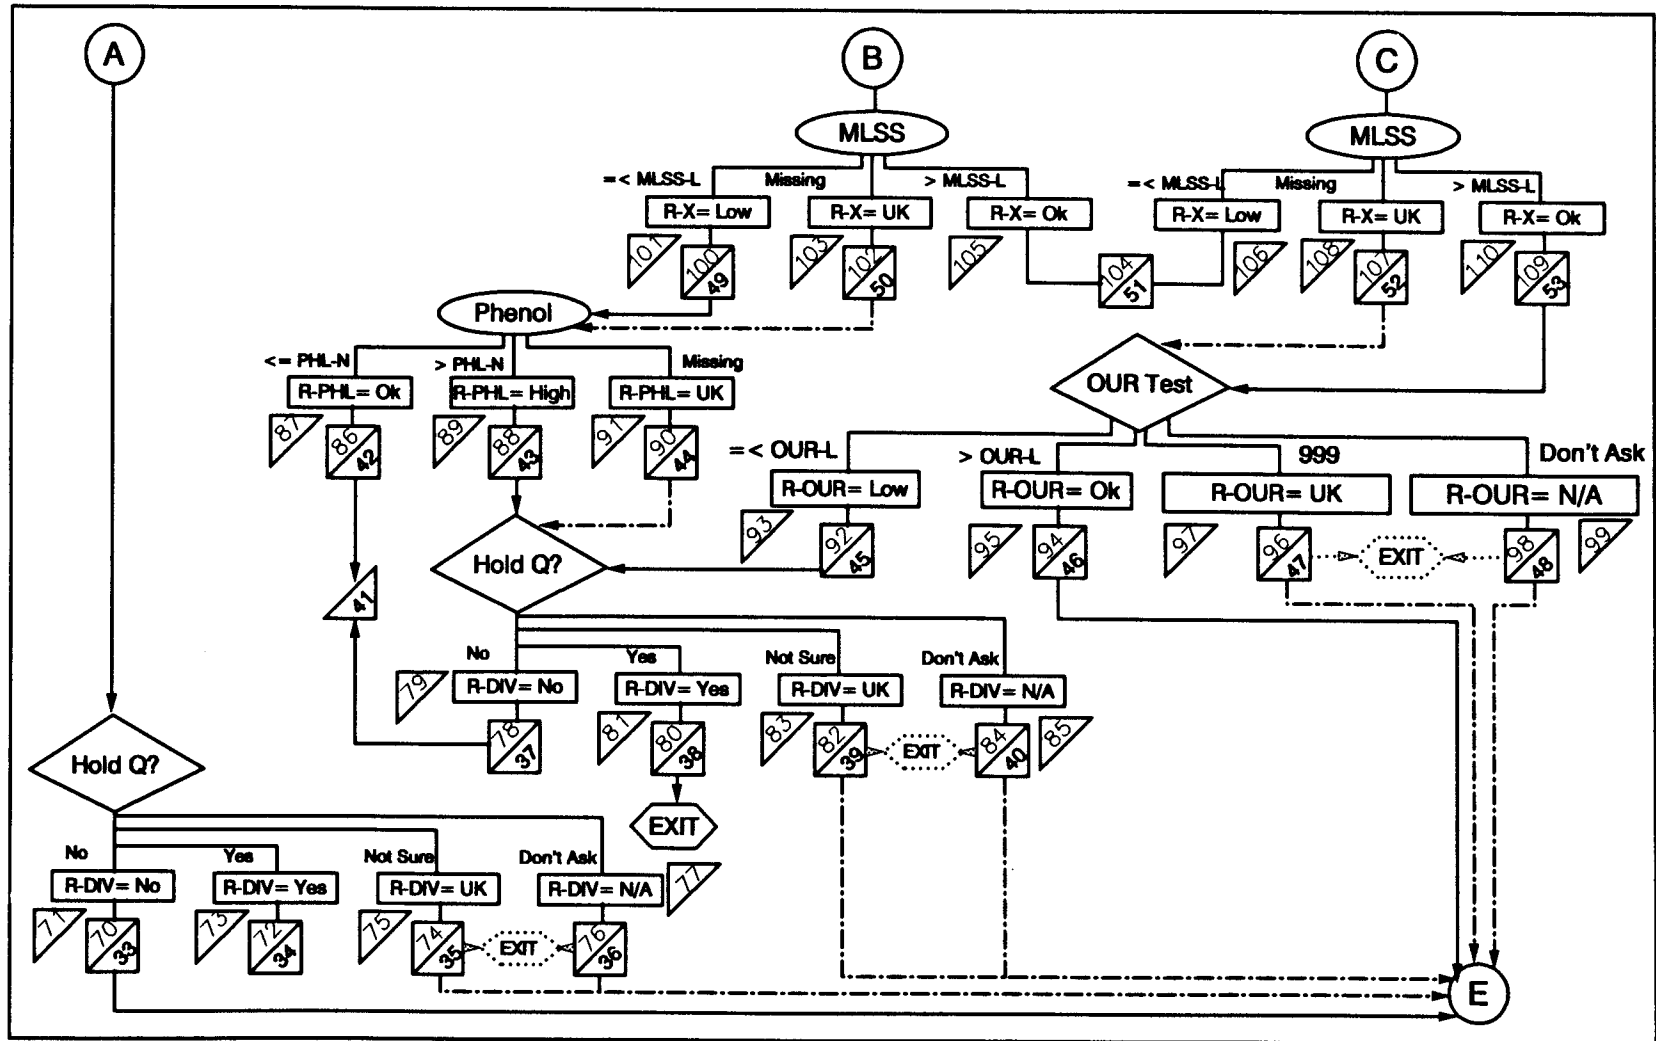 A
B
C
MLSS
MLSS
=< MLSS-L
Missing
> MLSS-L
=< MLSS-L
Missing
> MLSS-L
R-X= Low
R-X= UK
R-X= Ok
R-X= Low
R-X= UK
R-X= Ok
101
100
49
103
102
50
105
104
51
106
108
107
52
110
109
53
Phenol
<= PHL-N
> PHL-N
Missing
R-PHL= Ok
R-PHL= High
R-PHL= UK
87
86
42
89
88
43
91
90
44
OUR Test
=< OUR-L
> OUR-L
999
Don't Ask
R-OUR= Low
R-OUR= Ok
R-OUR= UK
R-OUR= N/A
93
92
45
95
94
46
97
96
47
EXIT
98
48
99
Hold Q?
41
No
Yes
Not Sure
Don't Ask
R-DIV= No
R-DIV= Yes
R-DIV= UK
R-DIV= N/A
79
78
37
81
80
38
83
82
39
EXIT
84
40
85
EXIT
Hold Q?
No
Yes
Not Sure
Don't Ask
R-DIV= No
R-DIV= Yes
R-DIV= UK
R-DIV= N/A
77
71
70
33
73
72
34
75
74
35
EXIT
76
36
E